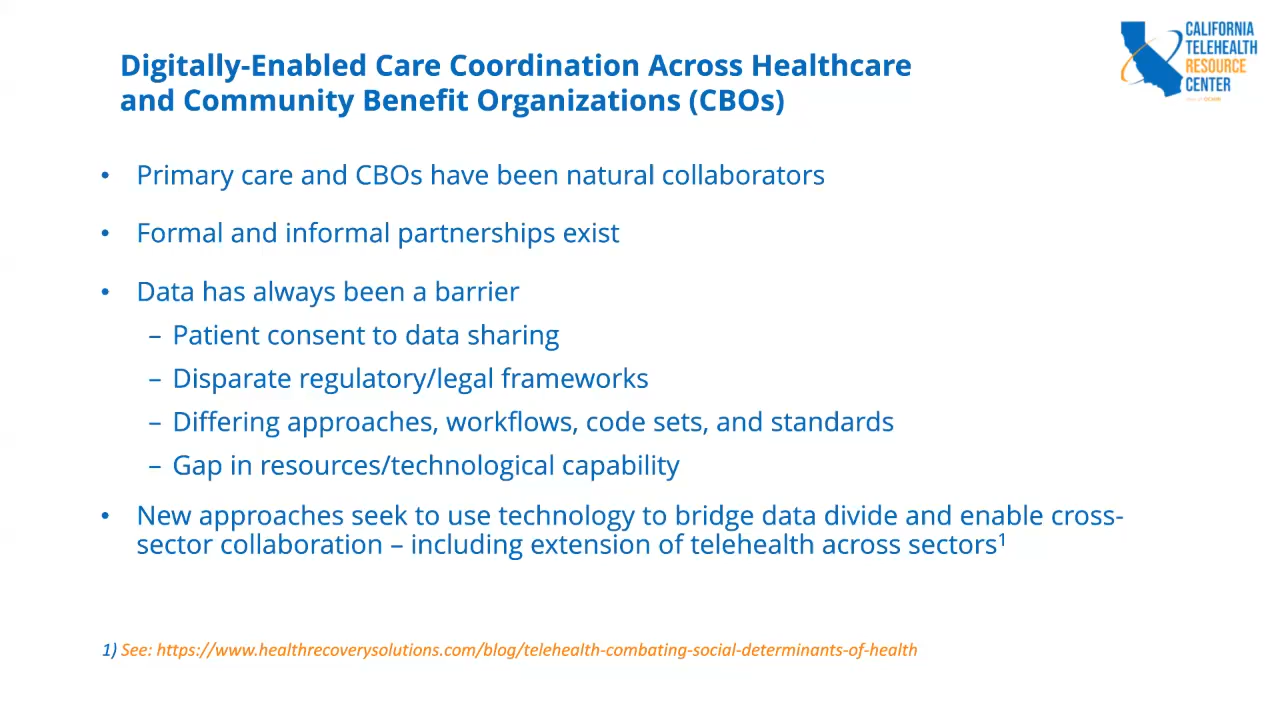 CALIFORNIA
TELEHEALTH
RESOURCE
CENTER
Digitally-Enabled Care Coordination Across Healthcare
and Community Benefit Organizations (CBOs)
• Primary care and CBOs have been natural collaborators
• Formal and informal partnerships exist
• Data has always been a barrier
– Patient consent to data sharing
– Disparate regulatory/legal frameworks
– Differing approaches, workflows, code sets, and standards
– Gap in resources/technological capability
• New approaches seek to use technology to bridge data divide and enable cross-
sector collaboration – including extension of telehealth across sectors¹
1) See: https://www.healthrecoverysolutions.com/blog/telehealth-combating-social-determinants-of-health